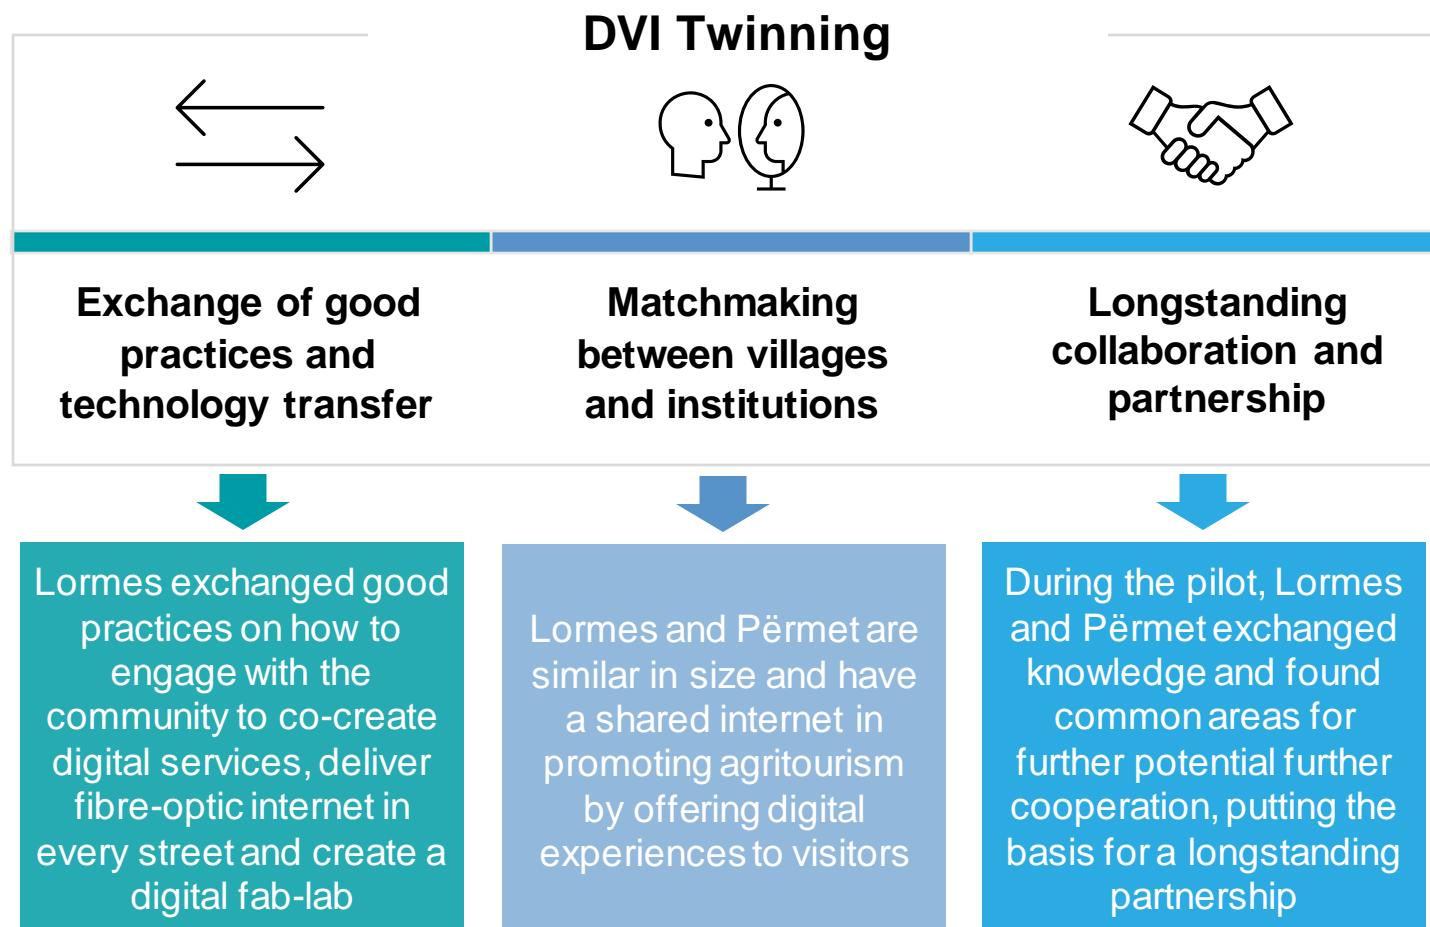 DVI Twinning
Exchange of good
practices and
technology transfer
Matchmaking
between villages
and institutions
Longstanding
collaboration and
partnership
Lormes exchanged good
practices on how to
engage with the
community to co-create
digital services, deliver
fibre-optic internet in
every street and create a
digital fab-lab
Lormes and Përmet are
similar in size and have
a shared internet in
promoting agritourism
by offering digital
experiences to visitors
During the pilot, Lormes
and Përmet exchanged
knowledge and found
common areas for
further potential further
cooperation, putting the
basis for a longstanding
partnership